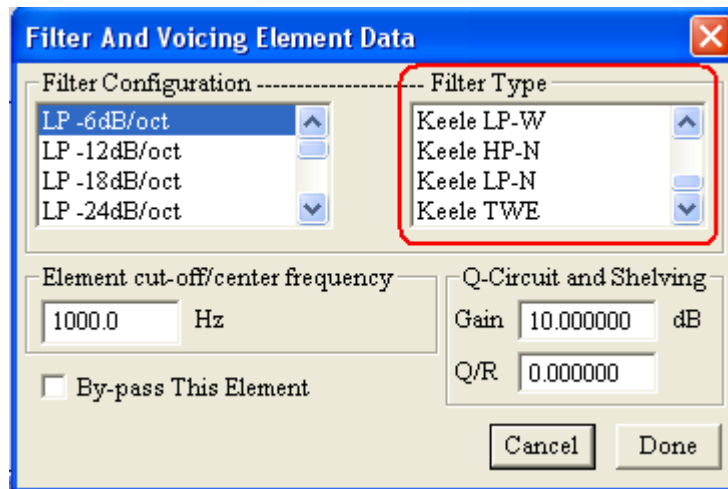 Filter And Voicing Element Data
Filter Configuration --------------------- Filter Type
LP -6dB/oct
LP -12dB/oct
LP -18dB/oct
LP -24dB/oct
Keele LP-W
Keele HP-N
Keele LP-N
Keele TWE
Element cut-off/center frequency
1000.0 Hz
By-pass This Element
Q-Circuit and Shelving
Gain 10.000000 dB
Q/R 0.000000
Cancel Done